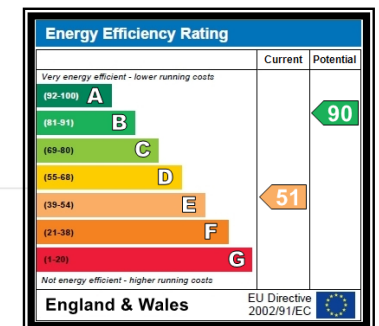 Energy Efficiency Rating
Current Potential
Very energy efficient - lower running costs
(92-100) A
(81-91) B
90
(69-80) C
(55-68) D
(39-54) E
51
(21-38) F
(1-20) G
Not energy efficient - higher running costs
England & Wales
EU Directive
2002/91/EC